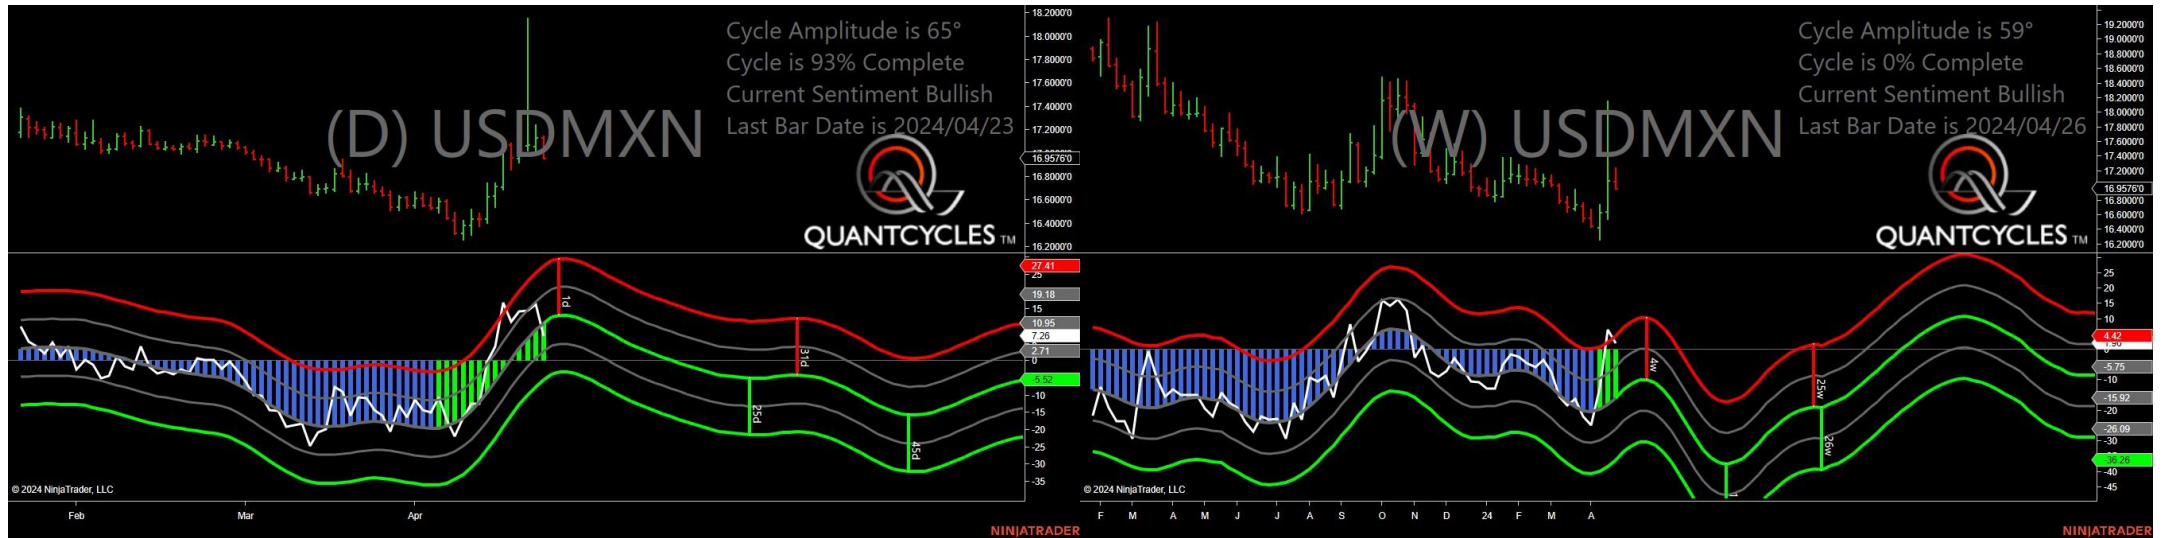 Cycle Amplitude is 65°
Cycle is 93% Complete
Current Sentiment Bullish
Last Bar Date is 2024/04/23
(D) USDMXN
QUANTCYCLES TM
18.2000'0
18.0000'0
17.8000'0
17.6000'0
17.4000'0
17.2000'0
16.9576'0
16.8000'0
16.6000'0
16.4000'0
16.2000'0
27.41
25
19.18
15
10.95
7.26
2.71
0
-5.52
-10
-15
-20
-25
-30
-35
1d
25d
31d
45d
© 2024 NinjaTrader, LLC
Feb Mar Apr
NINJATRADER
Cycle Amplitude is 59°
Cycle is 0% Complete
Current Sentiment Bullish
Last Bar Date is 2024/04/26
(W) USDMXN
QUANTCYCLES TM
19.2000'0
19.0000'0
18.8000'0
18.6000'0
18.4000'0
18.2000'0
18.0000'0
17.8000'0
17.6000'0
17.4000'0
17.2000'0
16.9576'0
16.8000'0
16.6000'0
16.4000'0
16.2000'0
25
20
15
10
4.42
0
-5.75
-10
-15.92
-20
-26.09
-30
-36.26
-40
-45
4w
25w
26w
© 2024 NinjaTrader, LLC
F M A M J J A S O N D 24 F M A
NINJATRADER